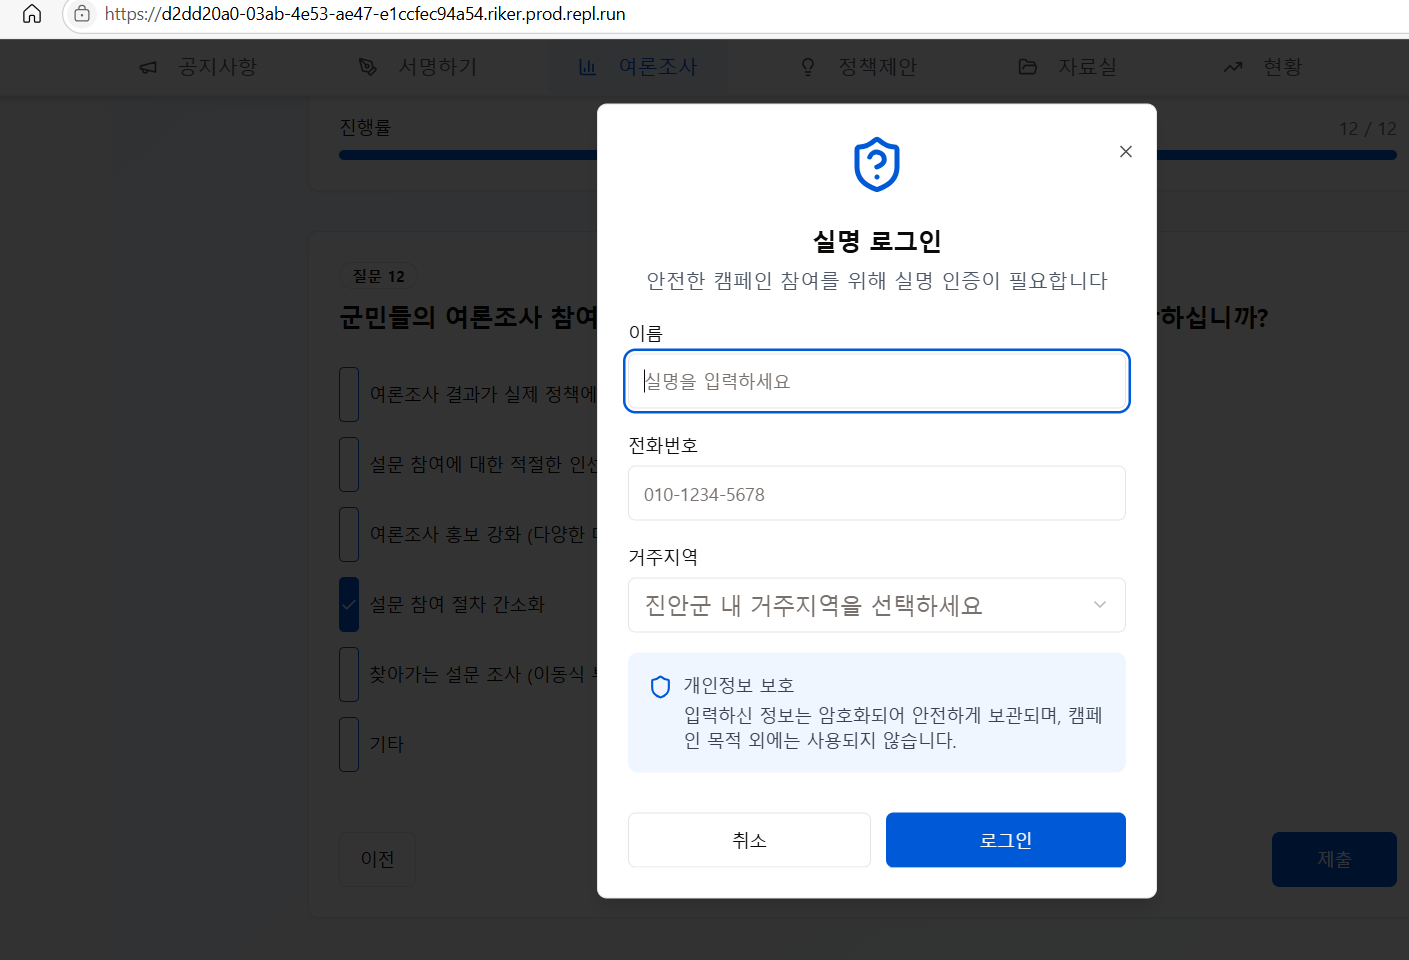 https://d2dd20a0-03ab-4e53-ae47-e1ccfec94a54.riker.prod.repl.run
공지사항 서명하기 여론조사 정책제안 자료실 현황
진행률 12 / 12
실명 로그인
안전한 캠페인 참여를 위해 실명 인증이 필요합니다
이름
실명을 입력하세요
전화번호
010-1234-5678
거주지역
진안군 내 거주지역을 선택하세요
개인정보 보호
입력하신 정보는 암호화되어 안전하게 보관되며, 캠페
인 목적 외에는 사용되지 않습니다.
취소 로그인
질문 12
군민들의 여론조사 참여 하십니까?
여론조사 결과가 실제 정책에
설문 참여에 대한 적절한
여론조사 홍보 강화 (다양한
설문 참여 절차 간소화
찾아가는 설문 조사 (이동식
기타
이전 제출